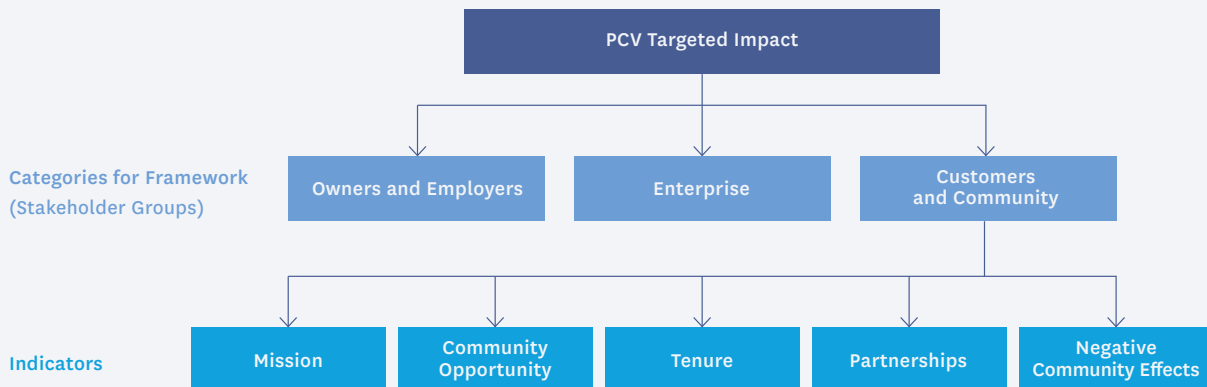 PCV Targeted Impact
Categories for Framework
(Stakeholder Groups)
Owners and Employers
Enterprise
Customers
and Community
Indicators
Mission
Community
Opportunity
Tenure
Partnerships
Negative
Community Effects